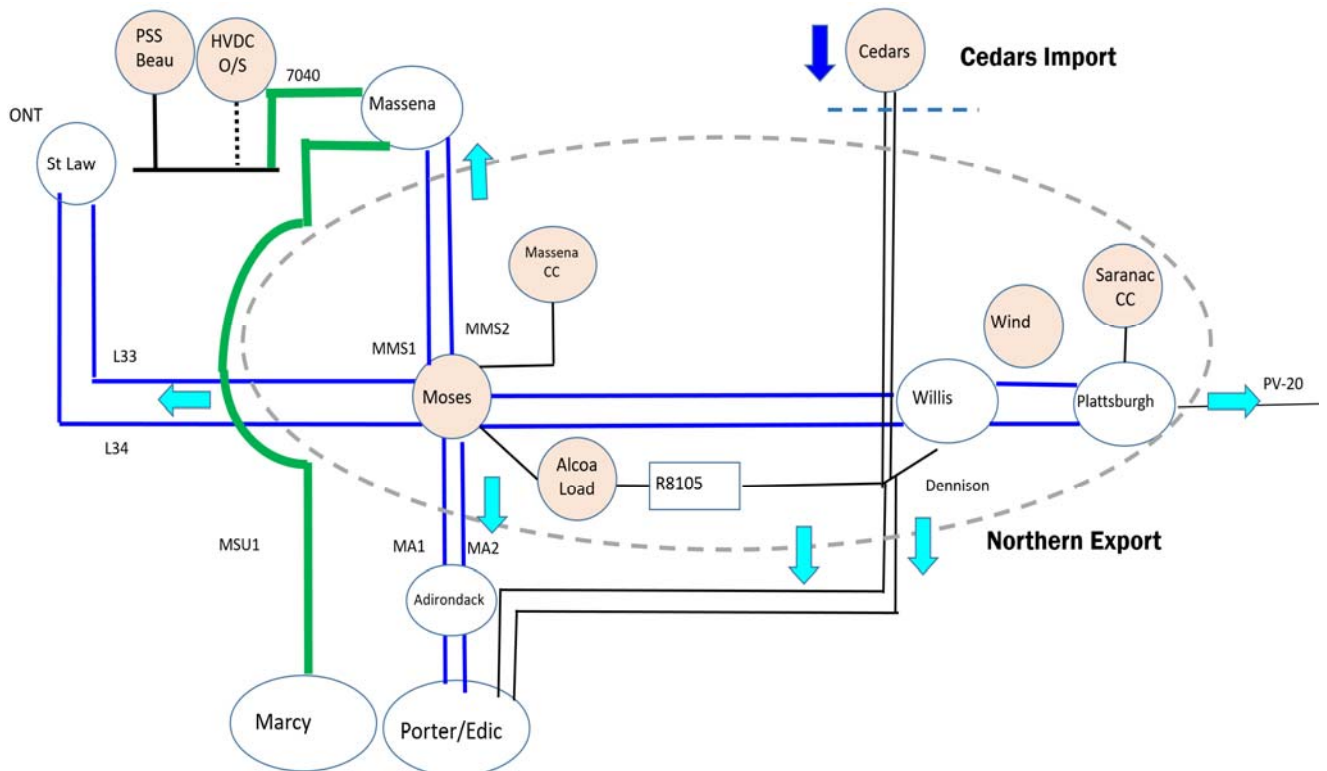 PSS
Beau
HVDC
O/S
7040
Massena
Cedars
Cedars Import
ONT
St Law
Massena
CC
Saranac
CC
Wind
MMS2
MMS1
L33
Moses
Willis
Plattsburgh
PV-20
L34
Alcoa
Load
R8105
Dennison
MSU1
MA1
MA2
Northern Export
Adirondack
Marcy
Porter/Edic